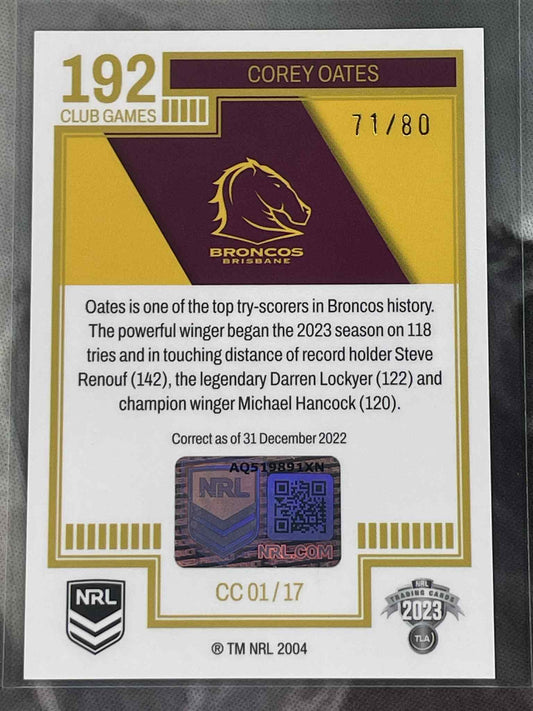 192
CLUB GAMES
COREY OATES
71/80
BRONCOS
BRISBANE
Oates is one of the top try-scorers in Broncos history.
The powerful winger began the 2023 season on 118
tries and in touching distance of record holder Steve
Renouf (142), the legendary Darren Lockyer (122) and
champion winger Michael Hancock (120).
Correct as of 31 December 2022
AQ519891XN
NRL
NRL.COM
CC 01 / 17
NRL
NRL
TRADING CARDS
2023
TLA
® TM NRL 2004